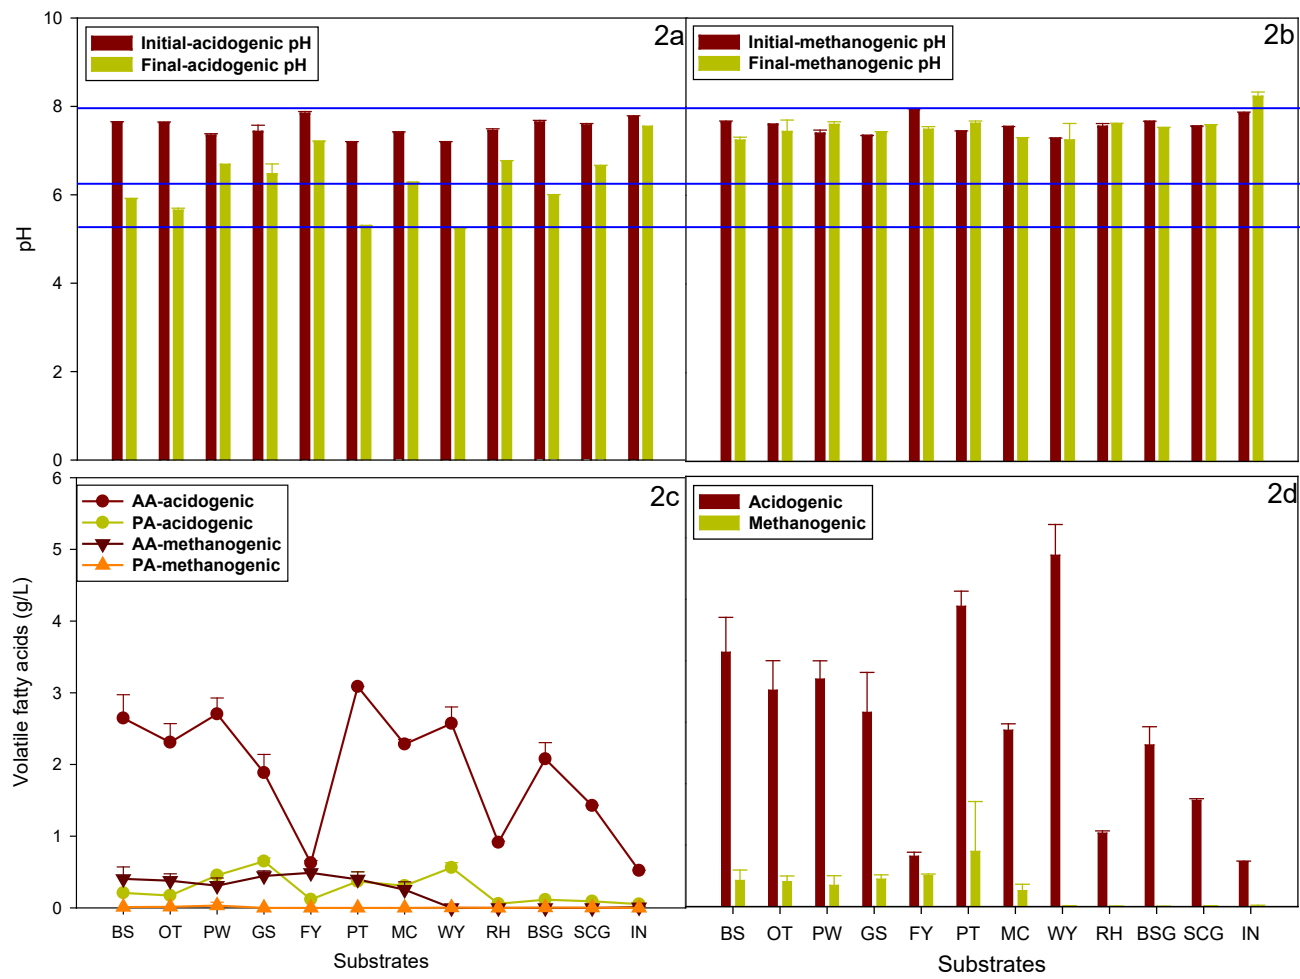 10
8
6
4
2
0
pH
Initial-acidogenic pH
Final-acidogenic pH
2a
Initial-methanogenic pH
Final-methanogenic pH
2b
6
5
4
3
2
1
0
Volatile fatty acids (g/L)
AA-acidogenic
PA-acidogenic
AA-methanogenic
PA-methanogenic
2c
BS OT PW GS FY PT MC WY RH BSG SCG IN
Substrates
Acidogenic
Methanogenic
2d
BS OT PW GS FY PT MC WY RH BSG SCG IN
Substrates